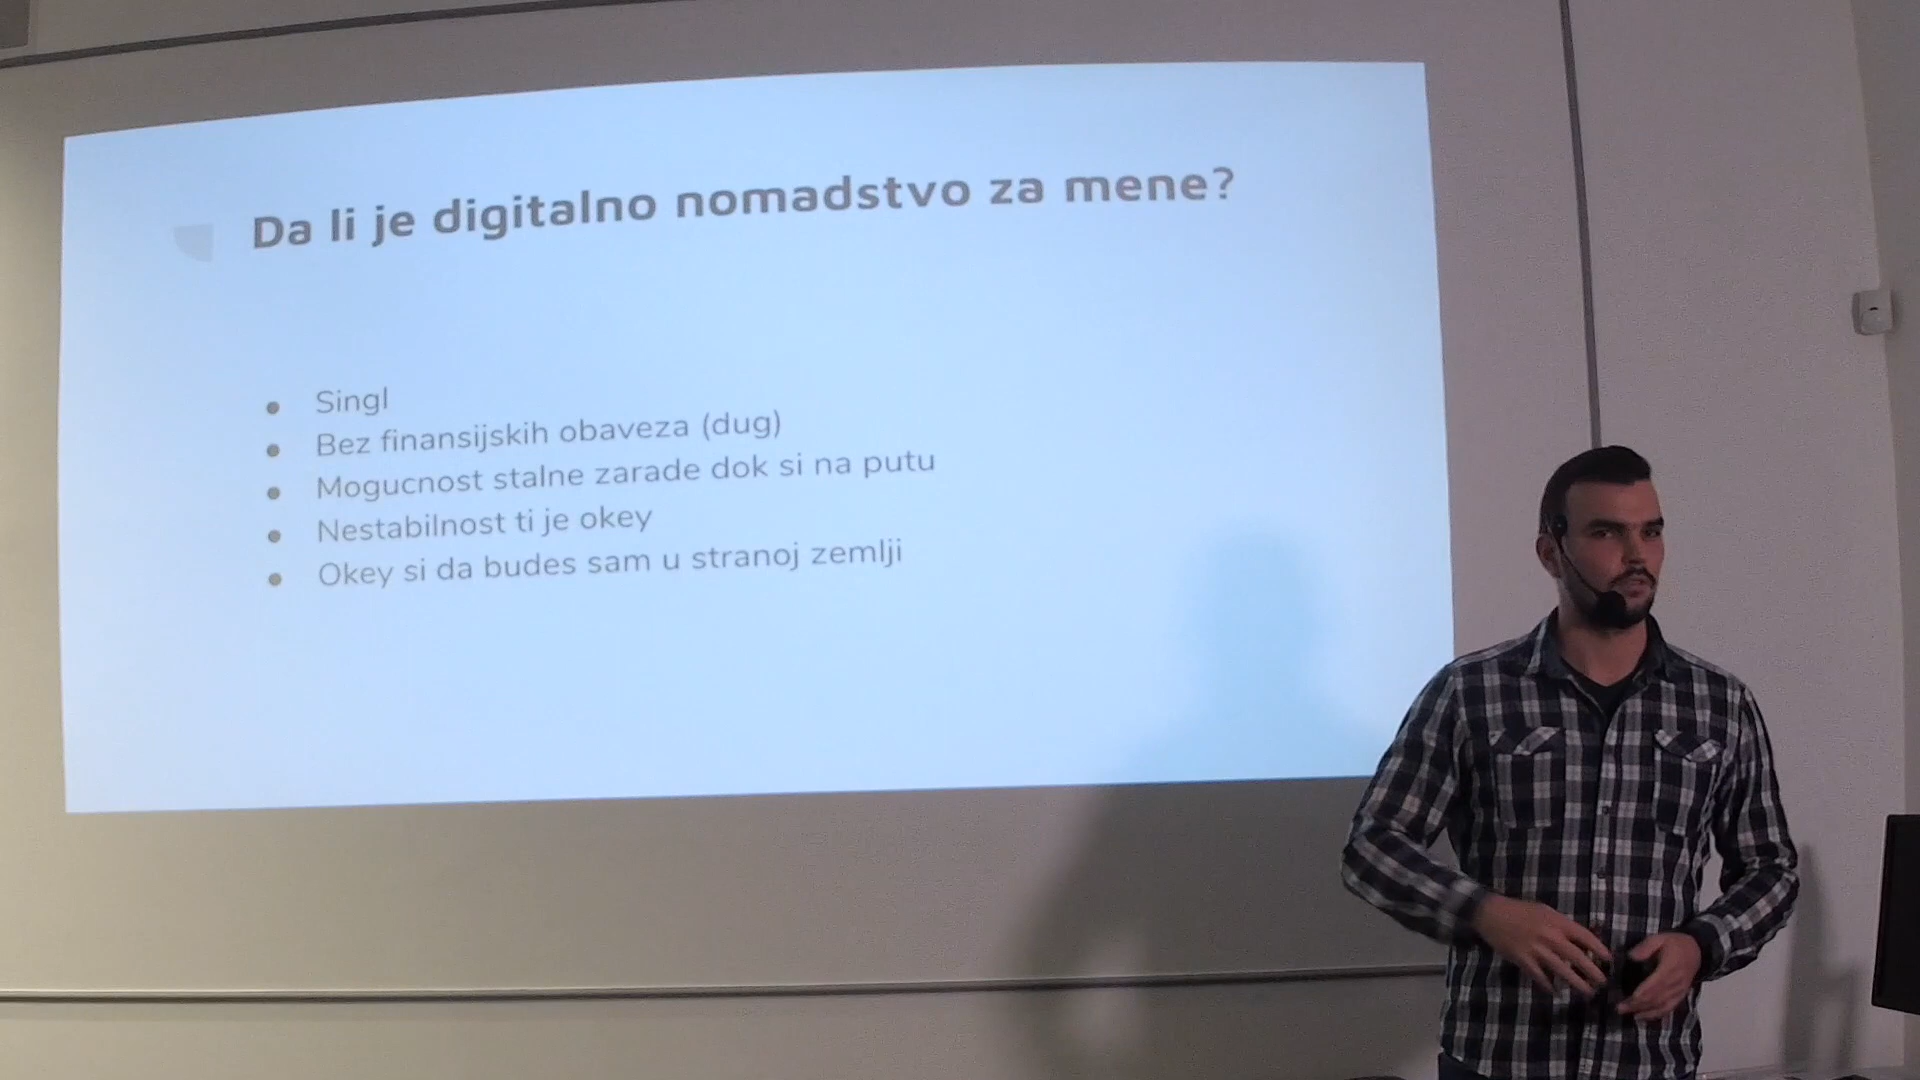 Da li je digitalno nomadstvo za mene?
Singl
Bez finansijskih obaveza (dug)
Mogucnost stalne zarade dok si na putu
Nestabilnost ti je okey
Okey si da budes sam u stranoj zemlji